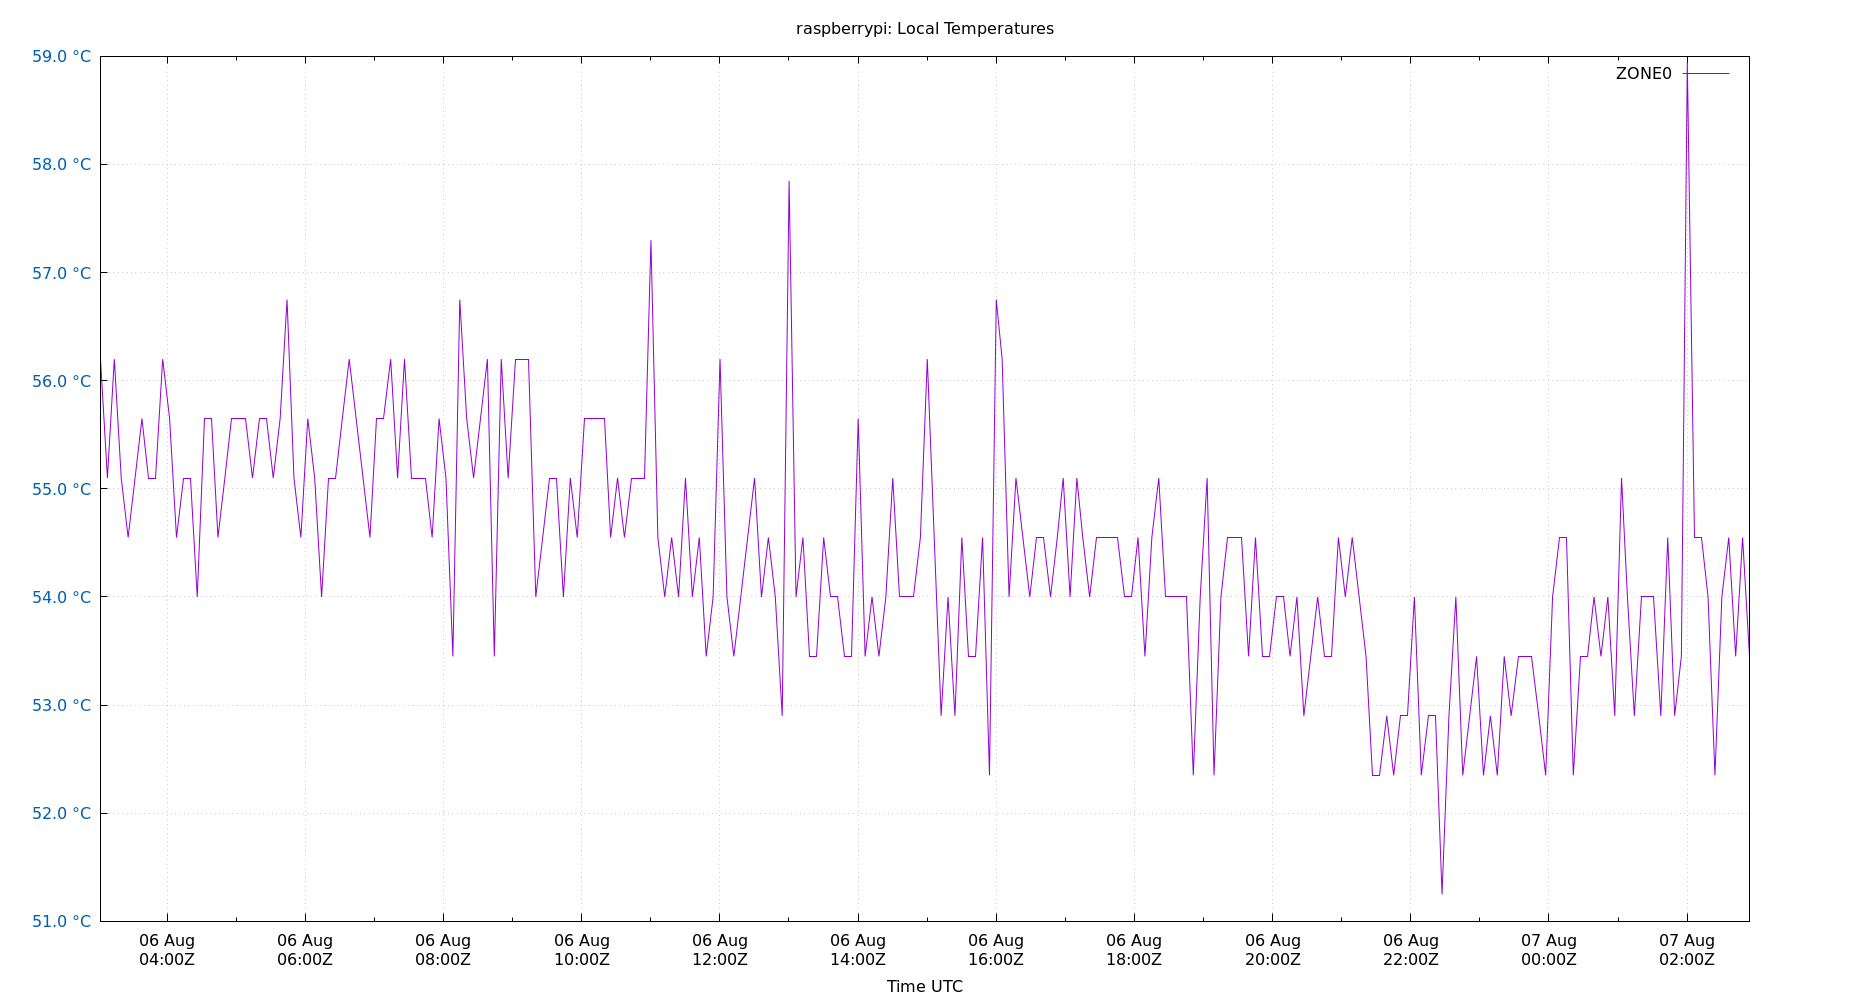 raspberrypi: Local Temperatures
59.0 °C
ZONE0
58.0 °C
57.0 °C
56.0 °C
55.0 °C
54.0 °C
53.0 °C
52.0 °C
51.0 °C
06 Aug 06 Aug 06 Aug 06 Aug 06 Aug 06 Aug 06 Aug 06 Aug 06 Aug 06 Aug 07 Aug 07 Aug
04:00Z 06:00Z 08:00Z 10:00Z 12:00Z 14:00Z 16:00Z 18:00Z 20:00Z 22:00Z 00:00Z 02:00Z
Time UTC